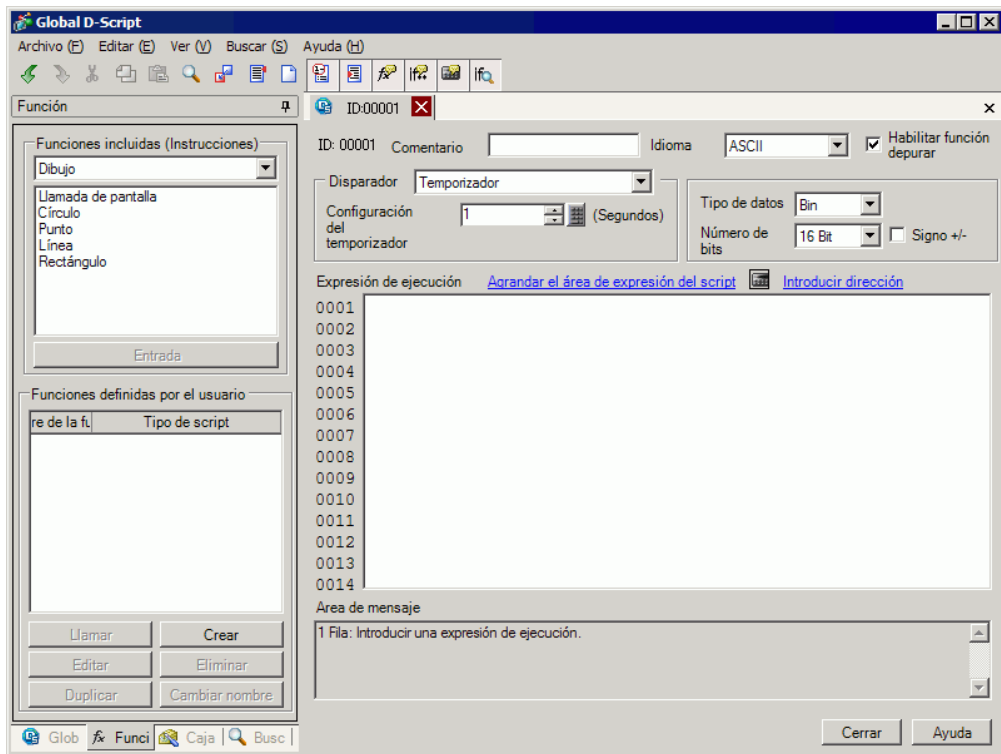 Global D-Script
Archivo (F) Editar (E) Ver (V) Buscar (S) Ayuda (H)
Función
ID:00001
Funciones incluidas (Instrucciones)
Dibujo
Llamada de pantalla
Círculo
Punto
Línea
Rectángulo
Entrada
Funciones definidas por el usuario
re de la fu Tipo de script
Llamar Crear
Editar Eliminar
Duplicar Cambiar nombre
Glob Funci Caja Busc
ID: 00001 Comentario Idioma ASCII Habilitar función depurar
Disparador Temporizador
Configuración del temporizador 1 (Segundos)
Tipo de datos Bin
Número de bits 16 Bit Signo +/-
Expresión de ejecución Agrandar el área de expresión del script Introducir dirección
0001
0002
0003
0004
0005
0006
0007
0008
0009
0010
0011
0012
0013
0014
Area de mensaje
1 Fila: Introducir una expresión de ejecución.
Cerrar Ayuda